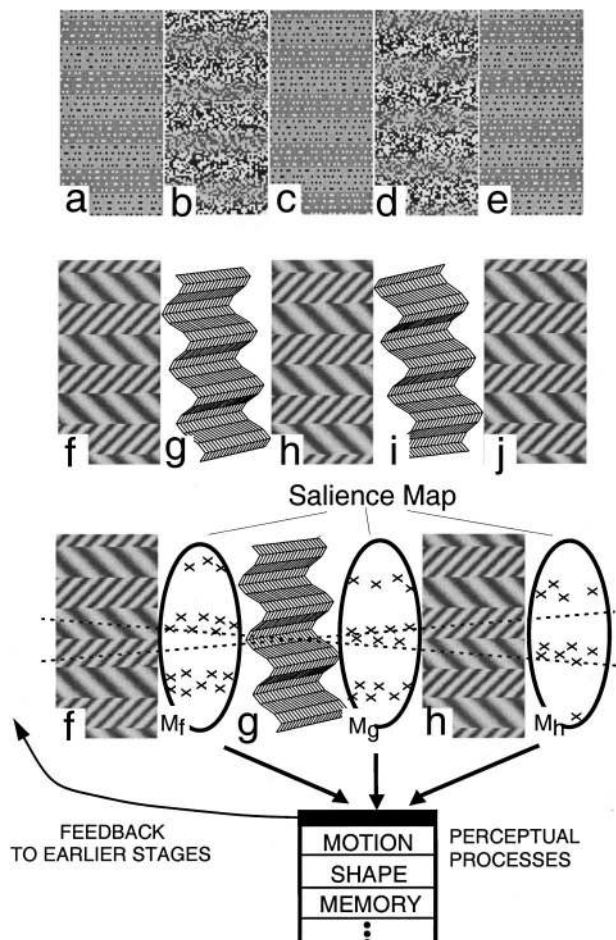 a b c d e
f g h i j
Salience Map
f Mf g Mg h Mh
FEEDBACK
TO EARLIER STAGES
PERCEPTUAL
PROCESSES
MOTION
SHAPE
MEMORY